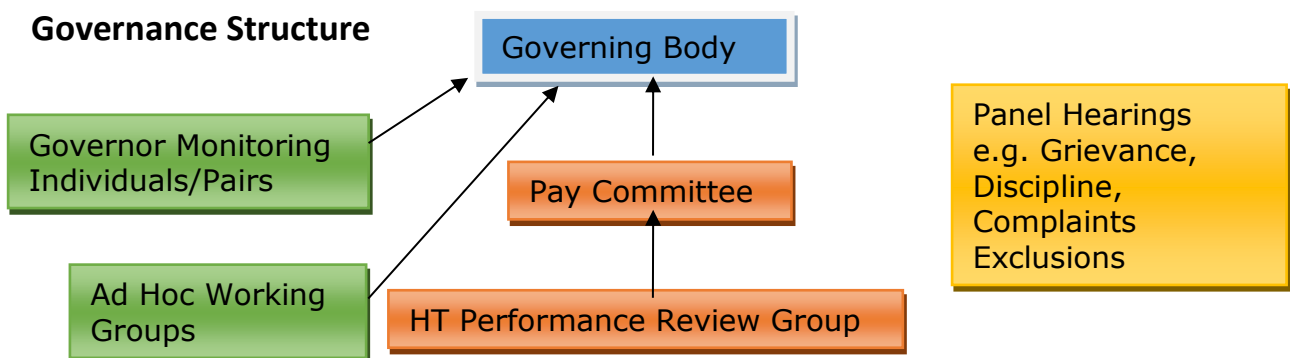 Governance Structure
Governing Body
Governor Monitoring
Individuals/Pairs
Pay Committee
Panel Hearings
e.g. Grievance,
Discipline,
Complaints
Exclusions
Ad Hoc Working
Groups
HT Performance Review Group